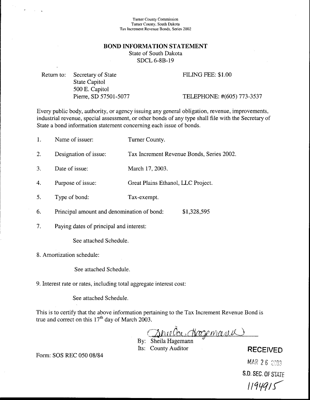 Turner County Commission
Turner County, South Dakota
Tax Increment Revenue Bonds, Series 2002
BOND INFORMATION STATEMENT
State of South Dakota
SDCL 6-8B-19
Return to: Secretary of State FILING FEE: $1.00
State Capitol
500 E. Capitol
Pierre, SD 57501-5077 TELEPHONE: #(605) 773-3537
Every public body, authority, or agency issuing any general obligation, revenue, improvements,
industrial revenue, special assessment, or other bonds of any type shall file with the Secretary of
State a bond information statement concerning each issue of bonds.
1. Name of issuer: Turner County.
2. Designation of issue: Tax Increment Revenue Bonds, Series 2002.
3. Date of issue: March 17, 2003.
4. Purpose of issue: Great Plains Ethanol, LLC Project.
5. Type of bond: Tax-exempt.
6. Principal amount and denomination of bond: $1,328,595
7. Paying dates of principal and interest:
See attached Schedule.
8. Amortization schedule:
See attached Schedule.
9. Interest rate or rates, including total aggregate interest cost:
See attached Schedule.
This is to certify that the above information pertaining to the Tax Increment Revenue Bond is
true and correct on this 17th day of March 2003.
Sheila Hagemann
By: Sheila Hagemann
Its: County Auditor
RECEIVED
Form: SOS REC 050 08/84
MAR 26 2003
S.D. SEC. OF STATE
1194915